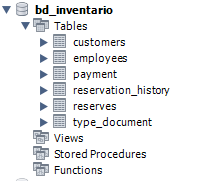 bd_inventario
Tables
customers
employees
payment
reservation_history
reserves
type_document
Views
Stored Procedures
Functions